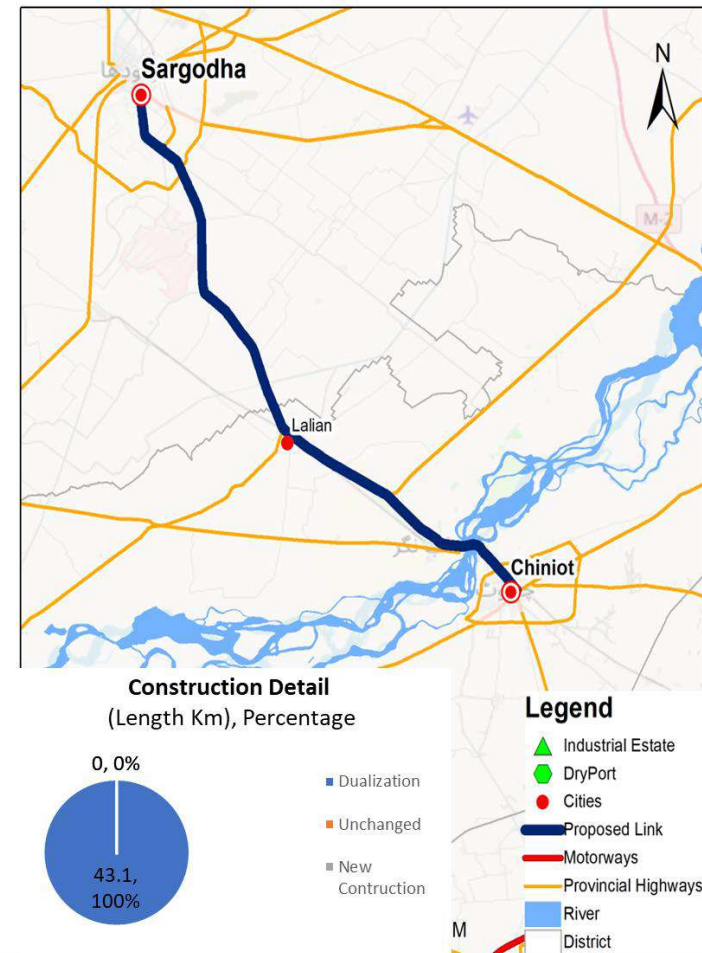 Sargodha
N
M-2
Lalian
Chiniot
Construction Detail
(Length Km), Percentage
0, 0%
43.1,
100%
Dualization
Unchanged
New
Contruction
Legend
Industrial Estate
DryPort
Cities
Proposed Link
Motorways
Provincial Highways
River
District
M